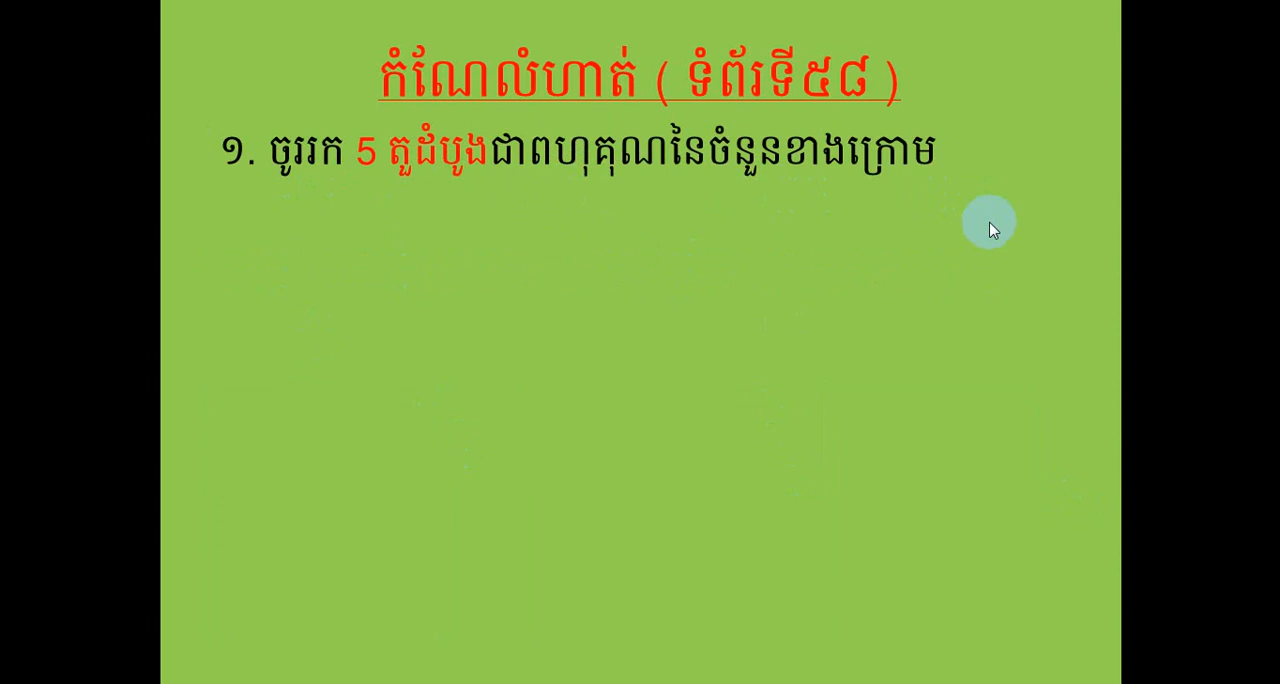 កំណែលំហាត់ ( ទំព័រទី៥៨ )
១. ចូររក 5 តួដំបូងជាពហុគុណនៃចំនួនខាងក្រោម